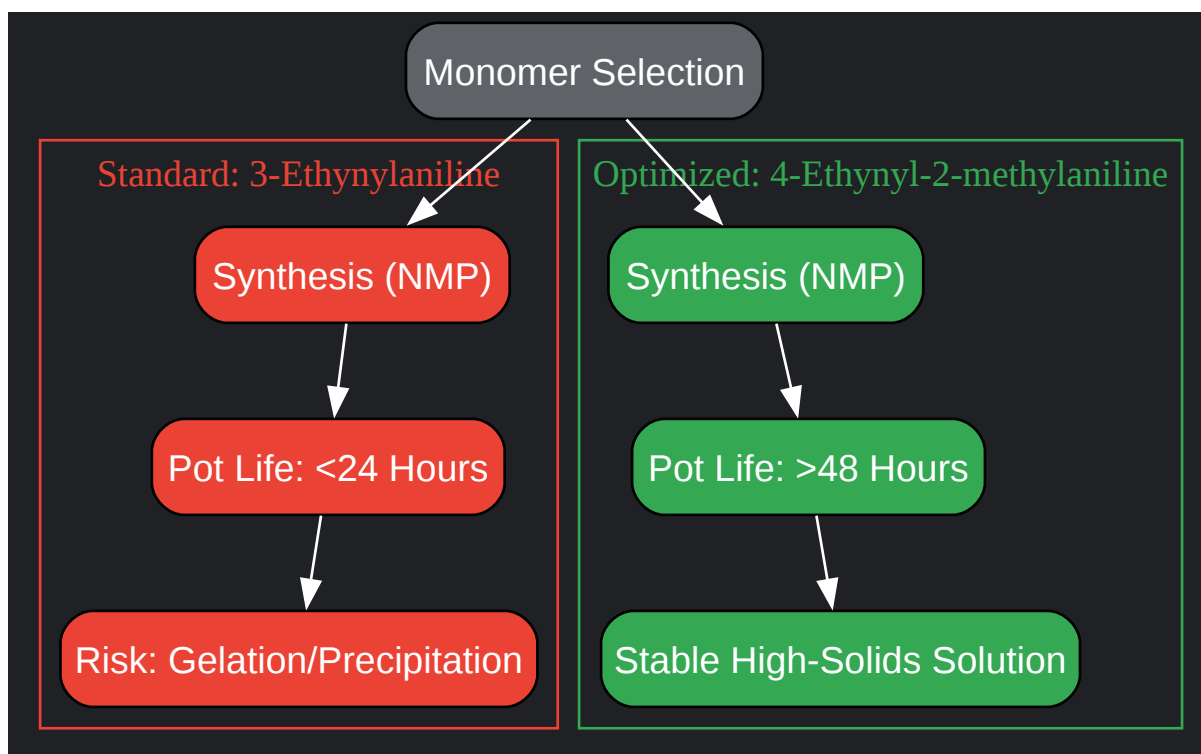 Monomer Selection
Standard: 3-Ethynylaniline
Synthesis (NMP)
Pot Life: <24 Hours
Risk: Gelation/Precipitation
Optimized: 4-Ethynyl-2-methylaniline
Synthesis (NMP)
Pot Life: >48 Hours
Stable High-Solids Solution